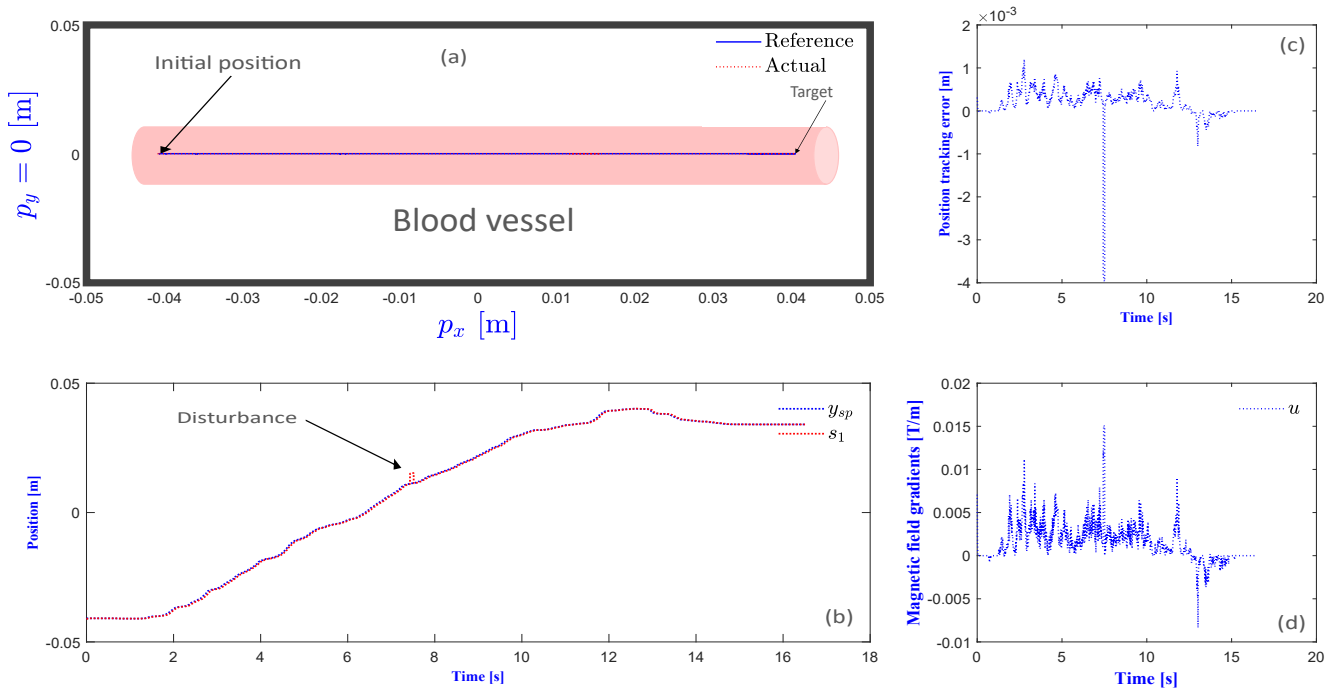 0.05
(a)
Reference
Actual
Initial position
Target
p_y = 0 [m]
0
Blood vessel
-0.05
-0.05 -0.04 -0.03 -0.02 -0.01 0 0.01 0.02 0.03 0.04 0.05
p_x [m]
×10⁻³
2
(c)
1
0
-1
-2
-3
-4
Position tracking error [m]
0 5 10 15 20
Time [s]
0.05
Disturbance
y_{sp}
s_1
Position [m]
0
-0.05
(b)
0 2 4 6 8 10 12 14 16 18
Time [s]
0.02
u
0.015
0.01
0.005
0
-0.005
-0.01
Magnetic field gradients [T/m]
(d)
0 5 10 15 20
Time [s]